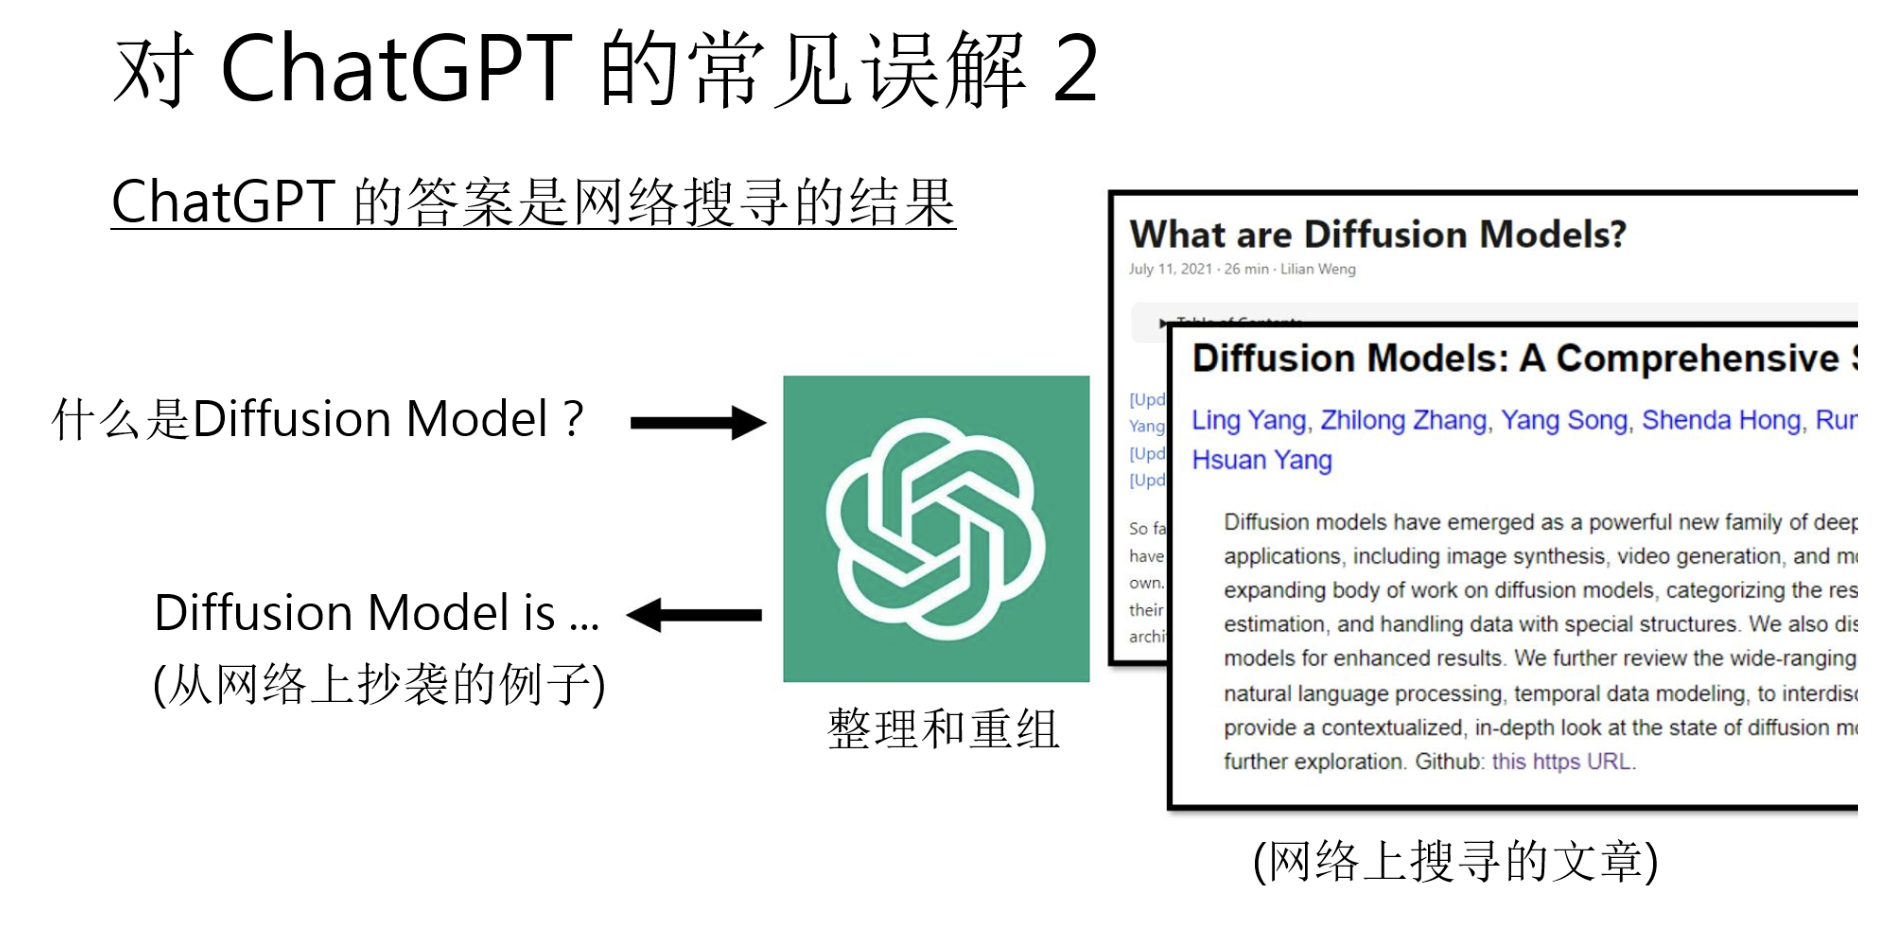 对 ChatGPT 的常见误解 2
ChatGPT 的答案是网络搜寻的结果
什么是Diffusion Model？
Diffusion Model is ...
(从网络上抄袭的例子)
整理和重组
What are Diffusion Models?
July 11, 2021 · 26 min · Lilian Weng
Table of Contents
[Upd
Yang
[Upd
[Upd
So fa
have
own.
their
archi
Diffusion Models: A Comprehensive
Ling Yang, Zhilong Zhang, Yang Song, Shenda Hong, Run
Hsuan Yang
Diffusion models have emerged as a powerful new family of deep
applications, including image synthesis, video generation, and mo
expanding body of work on diffusion models, categorizing the res
estimation, and handling data with special structures. We also dis
models for enhanced results. We further review the wide-ranging
natural language processing, temporal data modeling, to interdisc
provide a contextualized, in-depth look at the state of diffusion mo
further exploration. Github: this https URL.
(网络上搜寻的文章)